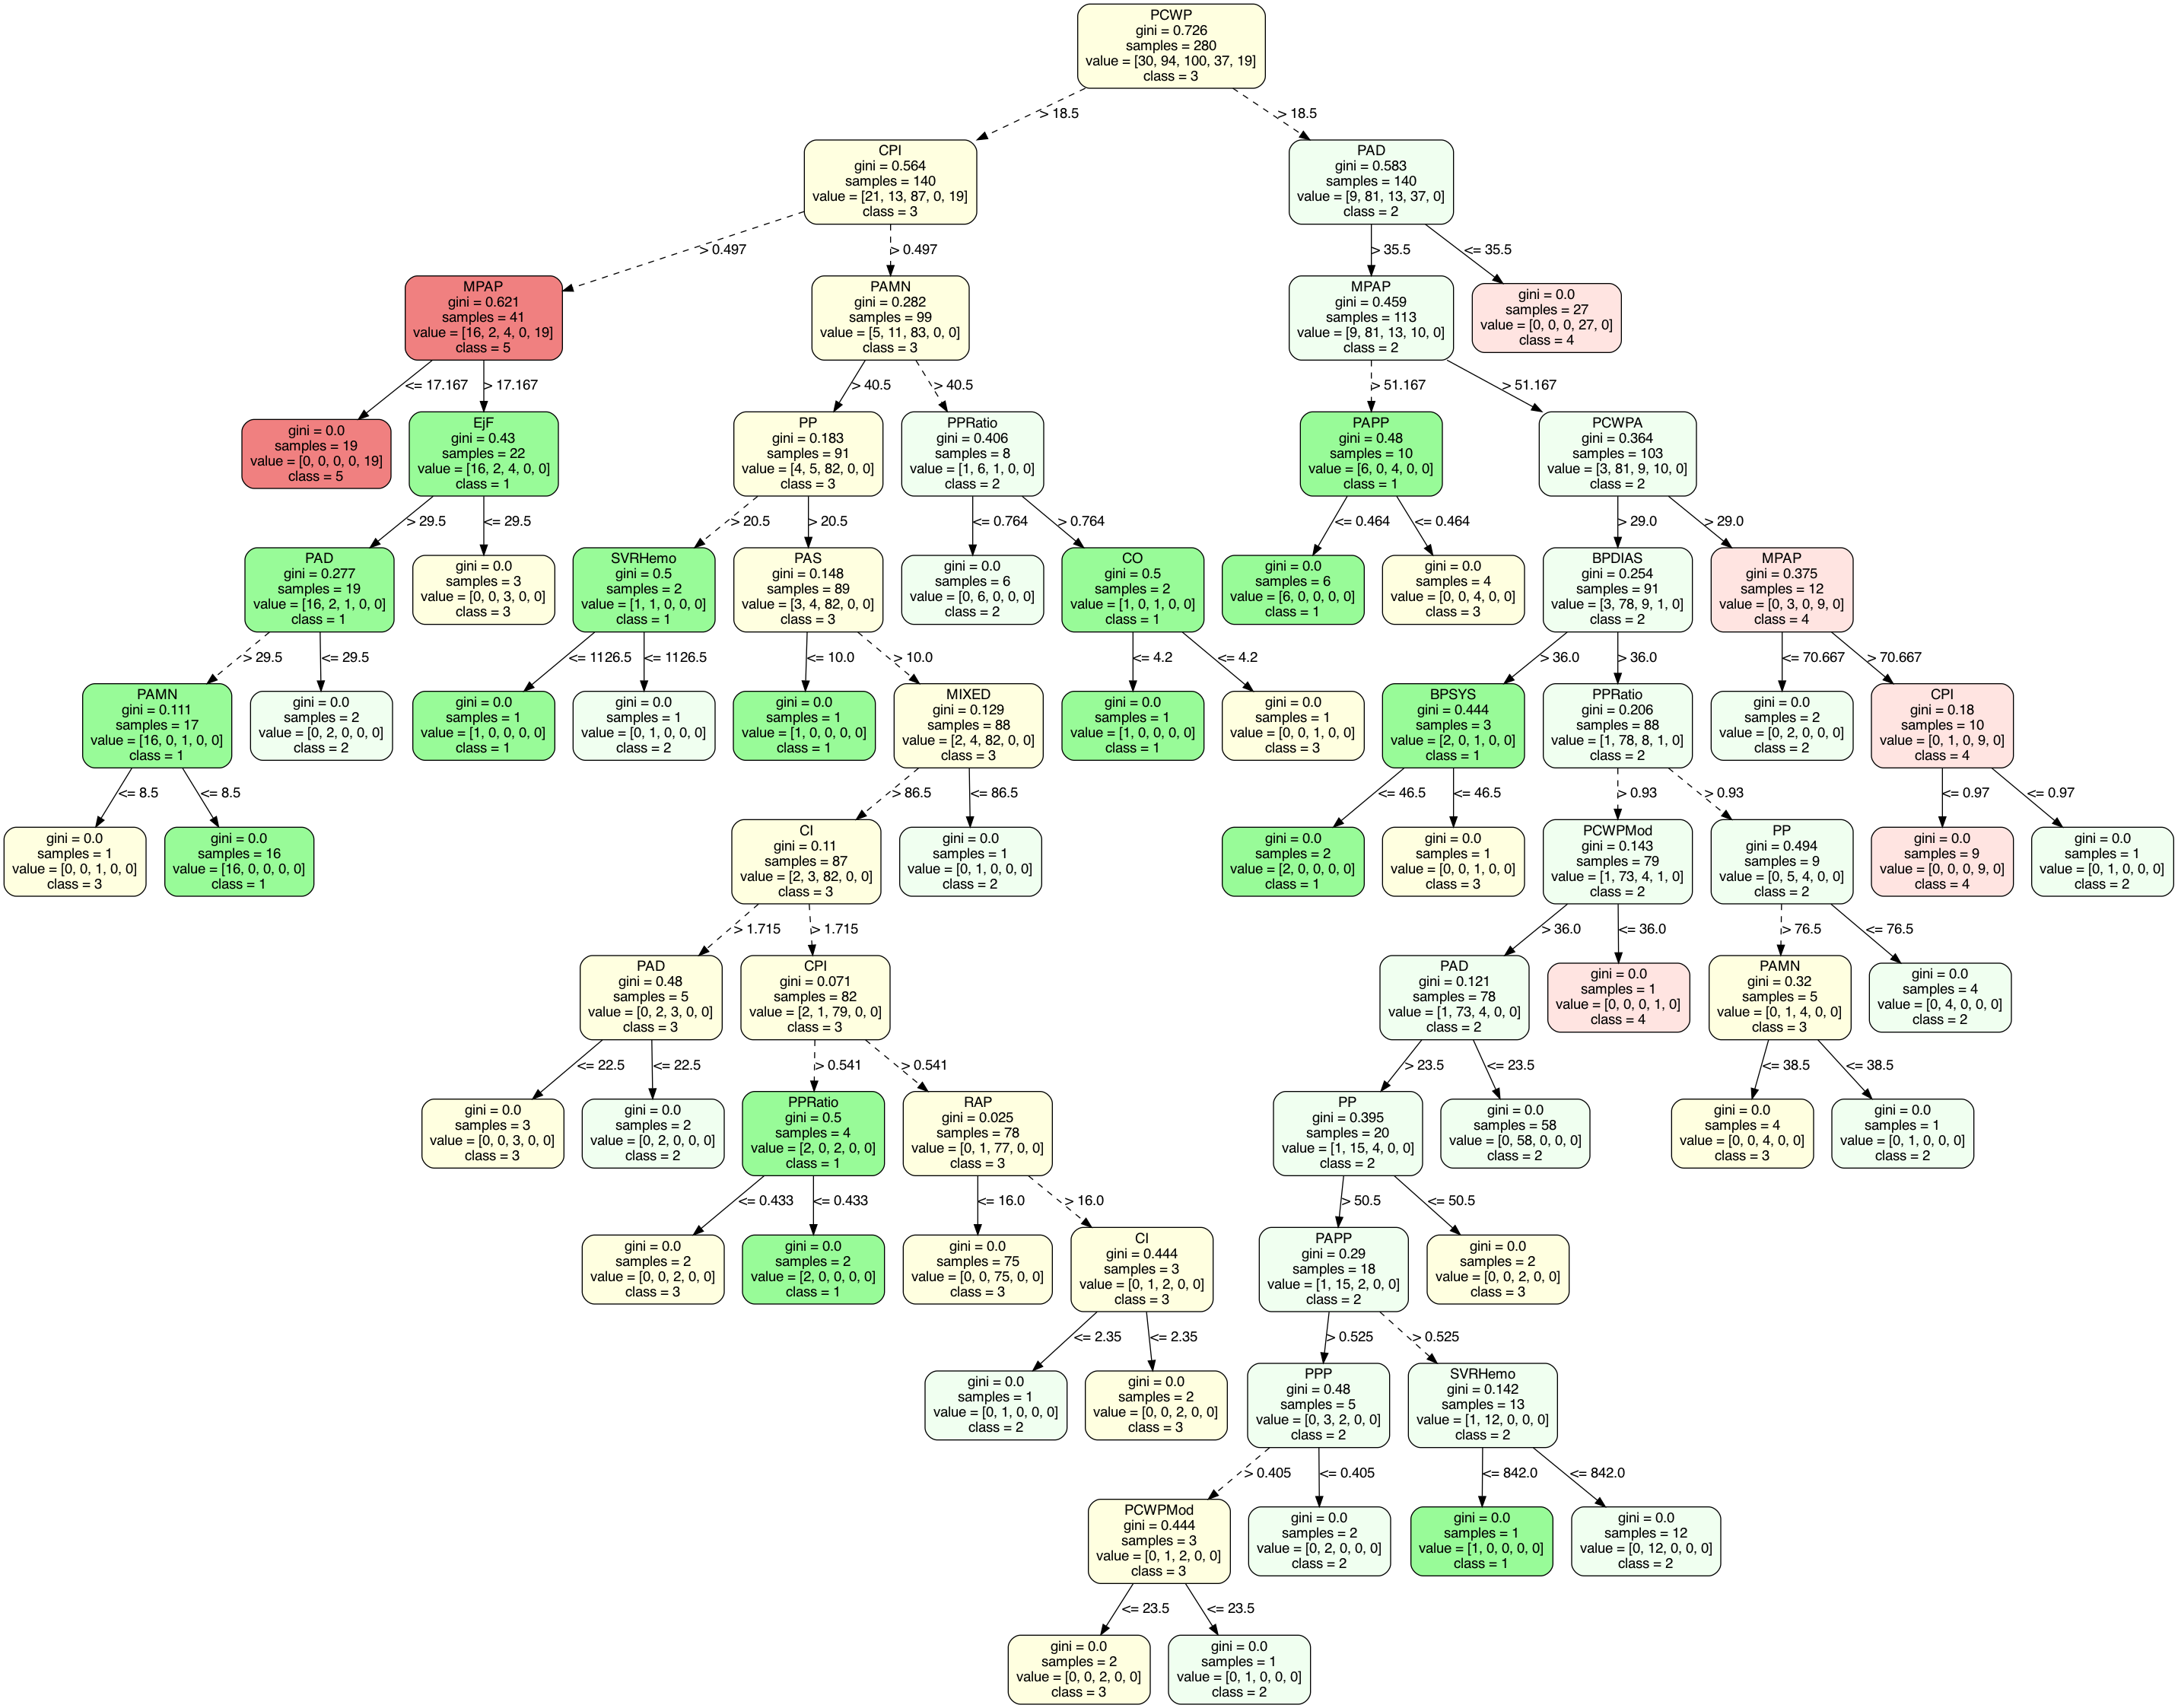 PCWP
gini = 0.726
samples = 280
value = [30, 94, 100, 37, 19]
class = 3
> 18.5
> 18.5
CPI
gini = 0.564
samples = 140
value = [21, 13, 87, 0, 19]
class = 3
PAD
gini = 0.583
samples = 140
value = [9, 81, 13, 37, 0]
class = 2
> 0.497
> 0.497
> 35.5
<= 35.5
MPAP
gini = 0.621
samples = 41
value = [16, 2, 4, 0, 19]
class = 5
PAMN
gini = 0.282
samples = 99
value = [5, 11, 83, 0, 0]
class = 3
MPAP
gini = 0.459
samples = 113
value = [9, 81, 13, 10, 0]
class = 2
gini = 0.0
samples = 27
value = [0, 0, 0, 27, 0]
class = 4
<= 17.167
> 17.167
> 40.5
> 40.5
> 51.167
> 51.167
gini = 0.0
samples = 19
value = [0, 0, 0, 0, 19]
class = 5
EjF
gini = 0.43
samples = 22
value = [16, 2, 4, 0, 0]
class = 1
PP
gini = 0.183
samples = 91
value = [4, 5, 82, 0, 0]
class = 3
PPRatio
gini = 0.406
samples = 8
value = [1, 6, 1, 0, 0]
class = 2
PAPP
gini = 0.48
samples = 10
value = [6, 0, 4, 0, 0]
class = 1
PCWPA
gini = 0.364
samples = 103
value = [3, 81, 9, 10, 0]
class = 2
> 29.5
<= 29.5
> 20.5
> 20.5
<= 0.764
> 0.764
<= 0.464
<= 0.464
> 29.0
> 29.0
PAD
gini = 0.277
samples = 19
value = [16, 2, 1, 0, 0]
class = 1
gini = 0.0
samples = 3
value = [0, 0, 3, 0, 0]
class = 3
SVRHemo
gini = 0.5
samples = 2
value = [1, 1, 0, 0, 0]
class = 1
PAS
gini = 0.148
samples = 89
value = [3, 4, 82, 0, 0]
class = 3
gini = 0.0
samples = 6
value = [0, 6, 0, 0, 0]
class = 2
CO
gini = 0.5
samples = 2
value = [1, 0, 1, 0, 0]
class = 1
gini = 0.0
samples = 6
value = [6, 0, 0, 0, 0]
class = 1
gini = 0.0
samples = 4
value = [0, 0, 4, 0, 0]
class = 3
BPDIAS
gini = 0.254
samples = 91
value = [3, 78, 9, 1, 0]
class = 2
MPAP
gini = 0.375
samples = 12
value = [0, 3, 0, 9, 0]
class = 4
> 29.5
<= 29.5
<= 1126.5
<= 1126.5
<= 10.0
> 10.0
<= 4.2
<= 4.2
> 36.0
> 36.0
<= 70.667
> 70.667
PAMN
gini = 0.111
samples = 17
value = [16, 0, 1, 0, 0]
class = 1
gini = 0.0
samples = 2
value = [0, 2, 0, 0, 0]
class = 2
gini = 0.0
samples = 1
value = [1, 0, 0, 0, 0]
class = 1
gini = 0.0
samples = 1
value = [0, 1, 0, 0, 0]
class = 2
gini = 0.0
samples = 1
value = [1, 0, 0, 0, 0]
class = 1
MIXED
gini = 0.129
samples = 88
value = [2, 4, 82, 0, 0]
class = 3
gini = 0.0
samples = 1
value = [1, 0, 0, 0, 0]
class = 1
gini = 0.0
samples = 1
value = [0, 0, 1, 0, 0]
class = 3
BPSYS
gini = 0.444
samples = 3
value = [2, 0, 1, 0, 0]
class = 1
PPRatio
gini = 0.206
samples = 88
value = [1, 78, 8, 1, 0]
class = 2
gini = 0.0
samples = 2
value = [0, 2, 0, 0, 0]
class = 2
CPI
gini = 0.18
samples = 10
value = [0, 1, 0, 9, 0]
class = 4
<= 8.5
<= 8.5
> 86.5
<= 86.5
<= 46.5
<= 46.5
> 0.93
> 0.93
<= 0.97
<= 0.97
gini = 0.0
samples = 1
value = [0, 0, 1, 0, 0]
class = 3
gini = 0.0
samples = 16
value = [16, 0, 0, 0, 0]
class = 1
CI
gini = 0.11
samples = 87
value = [2, 3, 82, 0, 0]
class = 3
gini = 0.0
samples = 1
value = [0, 1, 0, 0, 0]
class = 2
gini = 0.0
samples = 2
value = [2, 0, 0, 0, 0]
class = 1
gini = 0.0
samples = 1
value = [0, 0, 1, 0, 0]
class = 3
PCWPMod
gini = 0.143
samples = 79
value = [1, 73, 4, 1, 0]
class = 2
PP
gini = 0.494
samples = 9
value = [0, 5, 4, 0, 0]
class = 2
gini = 0.0
samples = 9
value = [0, 0, 0, 9, 0]
class = 4
gini = 0.0
samples = 1
value = [0, 1, 0, 0, 0]
class = 2
> 1.715
> 1.715
> 36.0
<= 36.0
> 76.5
<= 76.5
PAD
gini = 0.48
samples = 5
value = [0, 2, 3, 0, 0]
class = 3
CPI
gini = 0.071
samples = 82
value = [2, 1, 79, 0, 0]
class = 3
PAD
gini = 0.121
samples = 78
value = [1, 73, 4, 0, 0]
class = 2
gini = 0.0
samples = 1
value = [0, 0, 0, 1, 0]
class = 4
PAMN
gini = 0.32
samples = 5
value = [0, 1, 4, 0, 0]
class = 3
gini = 0.0
samples = 4
value = [0, 4, 0, 0, 0]
class = 2
<= 22.5
<= 22.5
> 0.541
> 0.541
> 23.5
<= 23.5
<= 38.5
<= 38.5
gini = 0.0
samples = 3
value = [0, 0, 3, 0, 0]
class = 3
gini = 0.0
samples = 2
value = [0, 2, 0, 0, 0]
class = 2
PPRatio
gini = 0.5
samples = 4
value = [2, 0, 2, 0, 0]
class = 1
RAP
gini = 0.025
samples = 78
value = [0, 1, 77, 0, 0]
class = 3
PP
gini = 0.395
samples = 20
value = [1, 15, 4, 0, 0]
class = 2
gini = 0.0
samples = 58
value = [0, 58, 0, 0, 0]
class = 2
gini = 0.0
samples = 4
value = [0, 0, 4, 0, 0]
class = 3
gini = 0.0
samples = 1
value = [0, 1, 0, 0, 0]
class = 2
<= 0.433
<= 0.433
<= 16.0
> 16.0
> 50.5
<= 50.5
gini = 0.0
samples = 2
value = [0, 0, 2, 0, 0]
class = 3
gini = 0.0
samples = 2
value = [2, 0, 0, 0, 0]
class = 1
gini = 0.0
samples = 75
value = [0, 0, 75, 0, 0]
class = 3
CI
gini = 0.444
samples = 3
value = [0, 1, 2, 0, 0]
class = 3
PAPP
gini = 0.29
samples = 18
value = [1, 15, 2, 0, 0]
class = 2
gini = 0.0
samples = 2
value = [0, 0, 2, 0, 0]
class = 3
<= 2.35
<= 2.35
> 0.525
> 0.525
gini = 0.0
samples = 1
value = [0, 1, 0, 0, 0]
class = 2
gini = 0.0
samples = 2
value = [0, 0, 2, 0, 0]
class = 3
PPP
gini = 0.48
samples = 5
value = [0, 3, 2, 0, 0]
class = 2
SVRHemo
gini = 0.142
samples = 13
value = [1, 12, 0, 0, 0]
class = 2
> 0.405
<= 0.405
<= 842.0
<= 842.0
PCWPMod
gini = 0.444
samples = 3
value = [0, 1, 2, 0, 0]
class = 3
gini = 0.0
samples = 2
value = [0, 2, 0, 0, 0]
class = 2
gini = 0.0
samples = 1
value = [1, 0, 0, 0, 0]
class = 1
gini = 0.0
samples = 12
value = [0, 12, 0, 0, 0]
class = 2
<= 23.5
<= 23.5
gini = 0.0
samples = 2
value = [0, 0, 2, 0, 0]
class = 3
gini = 0.0
samples = 1
value = [0, 1, 0, 0, 0]
class = 2